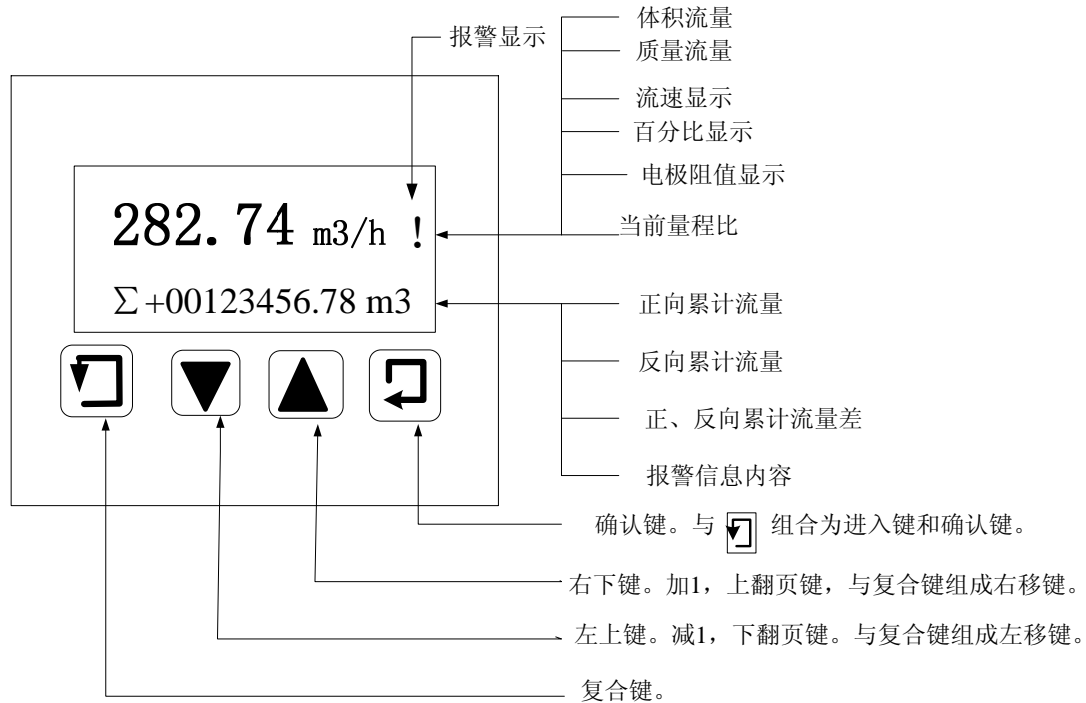 体积流量
报警显示
质量流量
流速显示
百分比显示
电极阻值显示
282.74 m3/h !
当前量程比
∑+00123456.78 m3
正向累计流量
反向累计流量
正、反向累计流量差
报警信息内容
确认键。与 组合为进入键和确认键。
右下键。加1，上翻页键，与复合键组成右移键。
左上键。减1，下翻页键。与复合键组成左移键。
复合键。